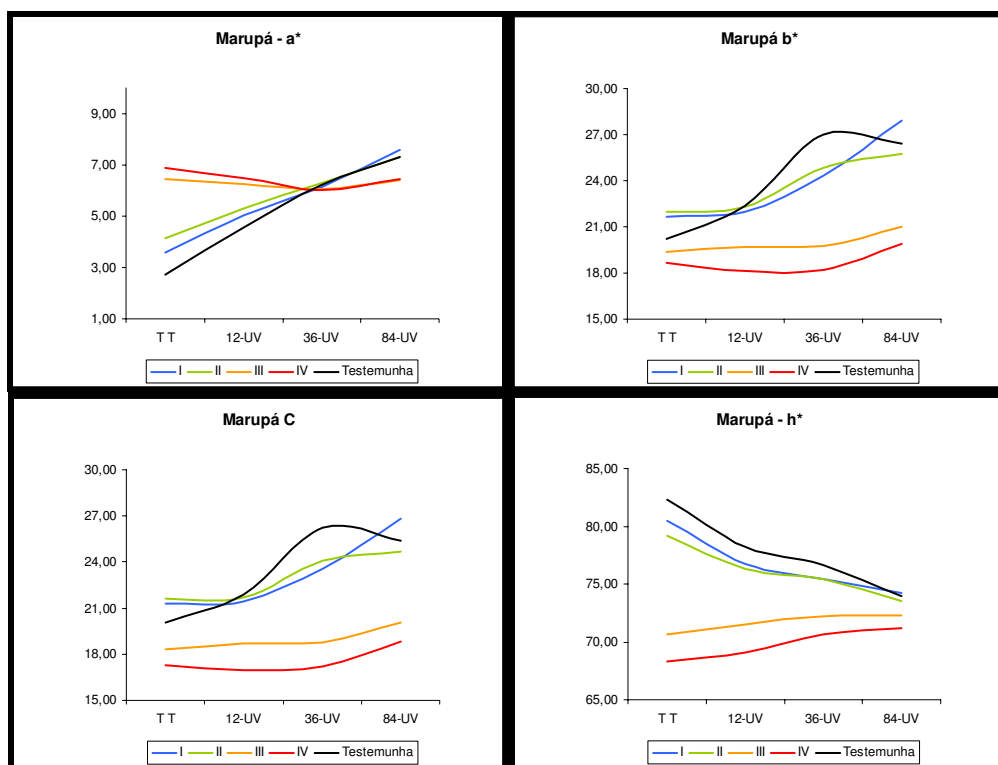 Marupá - a*
9,00
7,00
5,00
3,00
1,00
T T 12-UV 36-UV 84-UV
I II III IV Testemunha
Marupá b*
30,00
27,00
24,00
21,00
18,00
15,00
T T 12-UV 36-UV 84-UV
I II III IV Testemunha
Marupá C
30,00
27,00
24,00
21,00
18,00
15,00
T T 12-UV 36-UV 84-UV
I II III IV Testemunha
Marupá - h*
85,00
80,00
75,00
70,00
65,00
T T 12-UV 36-UV 84-UV
I II III IV Testemunha